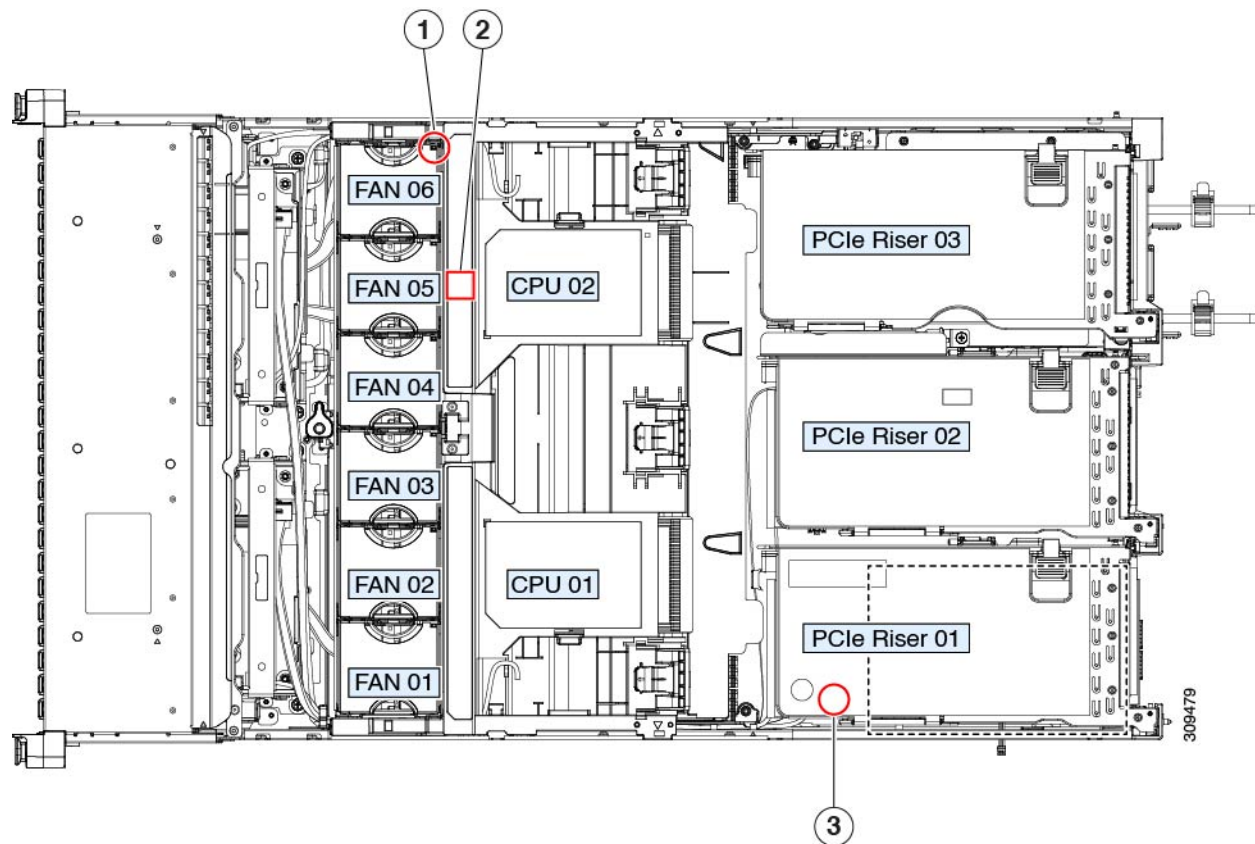 1 2
FAN 06
PCIe Riser 03
FAN 05
CPU 02
FAN 04
PCIe Riser 02
FAN 03
FAN 02
CPU 01
PCIe Riser 01
FAN 01
309479
3